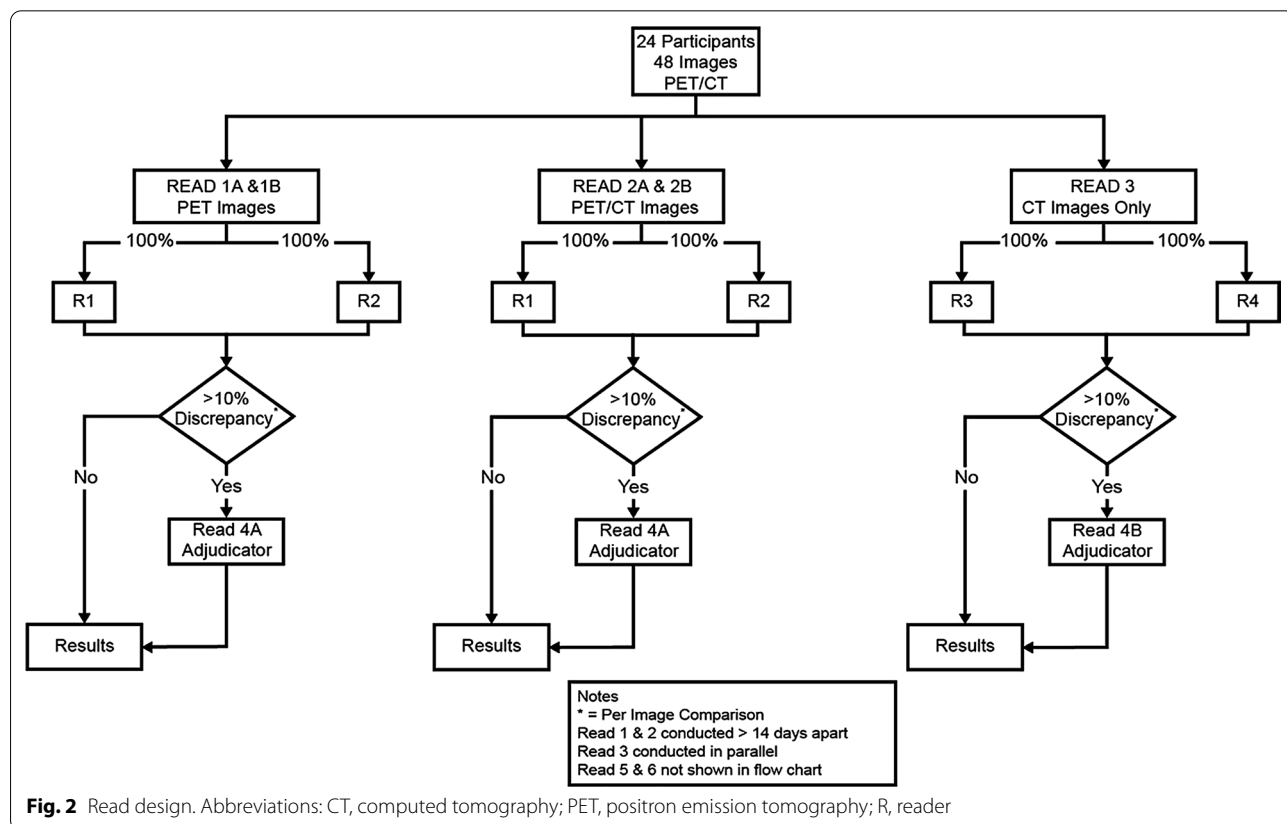 24 Participants
48 Images
PET/CT
READ 1A &1B
PET Images
READ 2A & 2B
PET/CT Images
READ 3
CT Images Only
100%
100%
100%
100%
100%
100%
R1
R2
R1
R2
R3
R4
>10%
Discrepancy*
>10%
Discrepancy*
>10%
Discrepancy*
No
Yes
No
Yes
No
Yes
Read 4A
Adjudicator
Read 4A
Adjudicator
Read 4B
Adjudicator
Results
Results
Results
Notes
* = Per Image Comparison
Read 1 & 2 conducted > 14 days apart
Read 3 conducted in parallel
Read 5 & 6 not shown in flow chart
Fig. 2 Read design. Abbreviations: CT, computed tomography; PET, positron emission tomography; R, reader